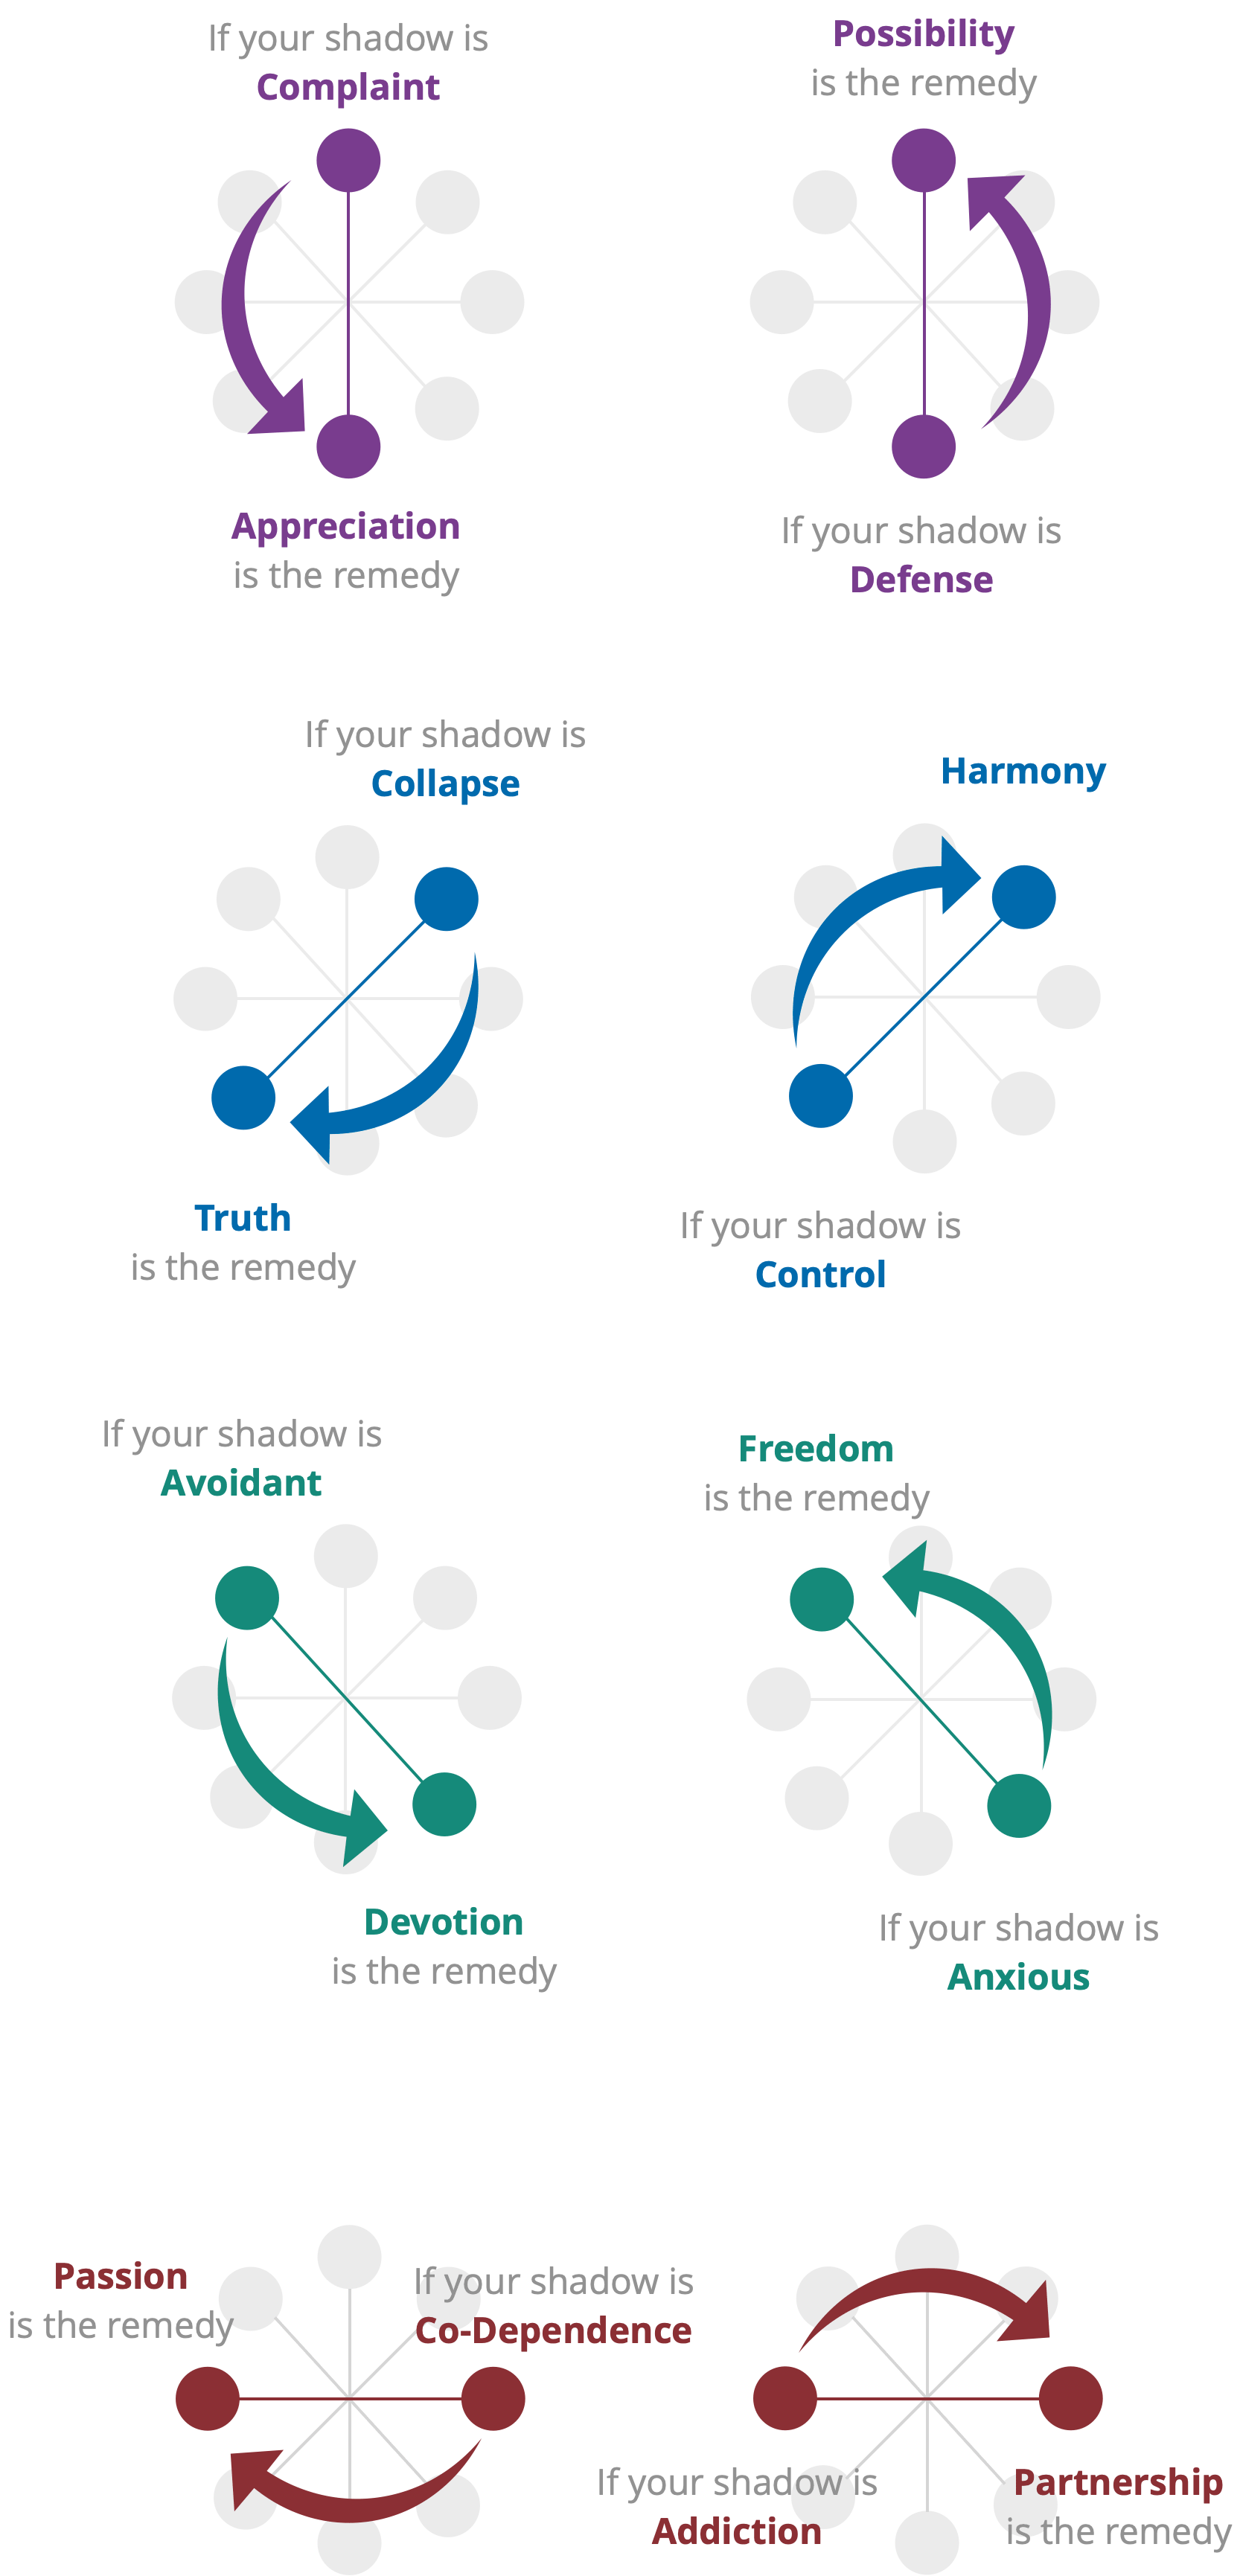 If your shadow is
Complaint
Appreciation
is the remedy
Possibility
is the remedy
If your shadow is
Defense
If your shadow is
Collapse
Truth
is the remedy
Harmony
If your shadow is
Control
If your shadow is
Avoidant
Devotion
is the remedy
Freedom
is the remedy
If your shadow is
Anxious
Passion
is the remedy
If your shadow is
Co-Dependence
If your shadow is
Addiction
Partnership
is the remedy